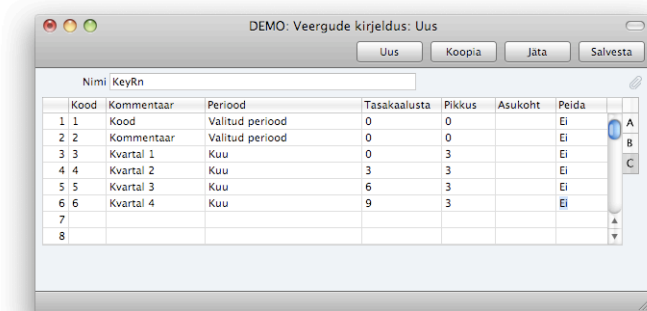 DEMO: Veergude kirjeldus: Uus
Uus Koopia Jäta Salvesta
Nimi KeyRn
Kood Kommentaar Periood Tasakaalusta Pikkus Asukoht Peida
1 1 Kood Valitud periood 0 0 Ei
2 2 Kommentaar Valitud periood 0 0 Ei
3 3 Kvartal 1 Kuu 0 3 Ei
4 4 Kvartal 2 Kuu 3 3 Ei
5 5 Kvartal 3 Kuu 6 3 Ei
6 6 Kvartal 4 Kuu 9 3 Ei
7
8
A
B
C